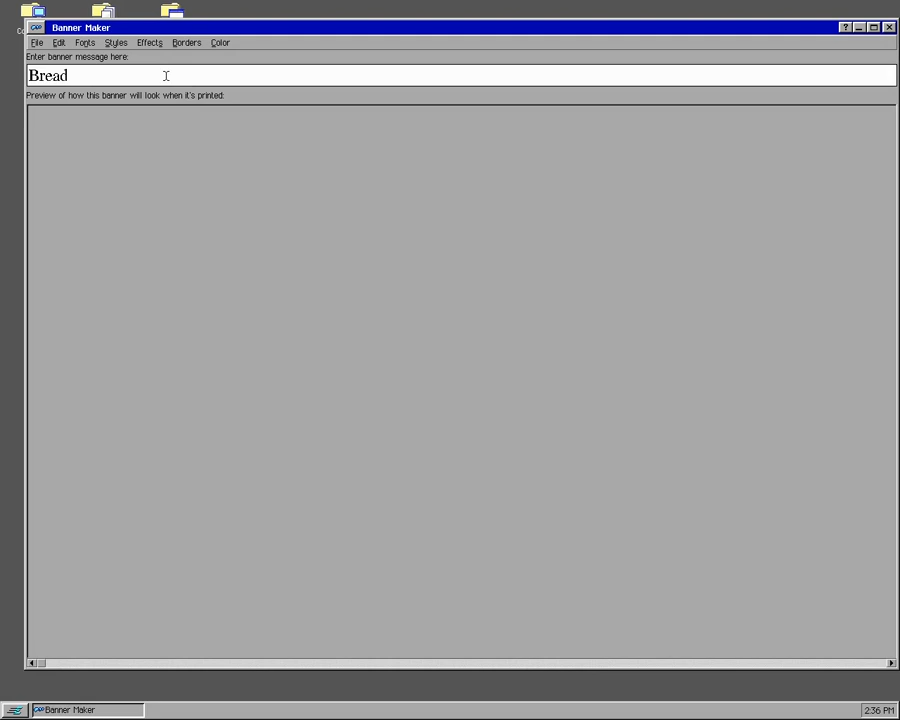 Banner Maker
File Edit Fonts Styles Effects Borders Color
Enter banner message here:
Bread
Preview of how this banner will look when it's printed:
Banner Maker
2:36 PM